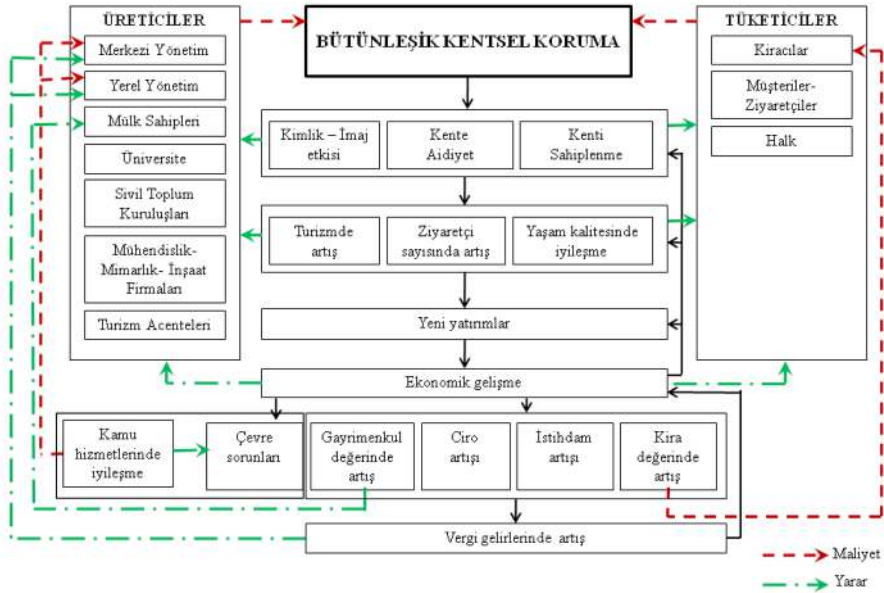 ÜRETİCİLER
Merkezi Yönetim
Yerel Yönetim
Mülk Sahipleri
Üniversite
Sivil Toplum
Kuruluşları
Mühendislik-
Mimarlık- İnşaat
Firmaları
Turizm Acenteleri
BÜTÜNLEŞİK KENTSEL KORUMA
TÜKETİCİLER
Kiracılar
Müşteriler-
Ziyaretçiler
Halk
Kimlik – İmaj
etkisi
Kente
Aidiyet
Kenti
Sahiplenme
Turizmde
artış
Ziyaretçi
sayısında artış
Yaşam kalitesinde
iyileşme
Yeni yatırımlar
Ekonomik gelişme
Kamu
hizmetlerinde
iyileşme
Çevre
sorunları
Gayrimenkul
değerinde
artış
Ciro
artışı
İstihdam
artışı
Kira
değerinde
artış
Vergi gelirlerinde artış
Maliyet
Yarar